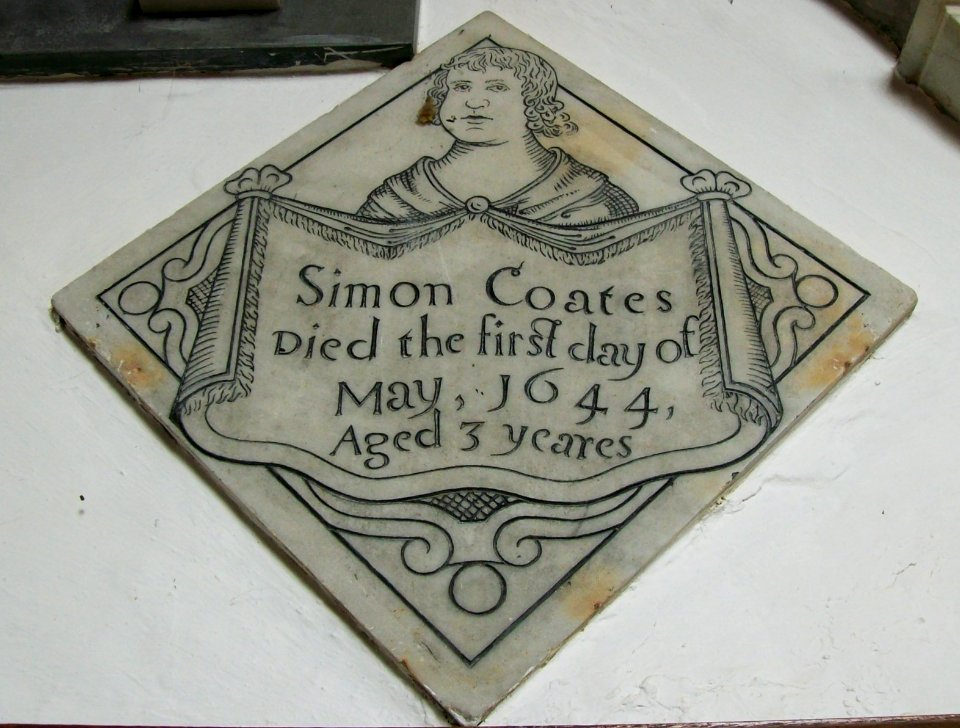 Simon Coates
Died the first day of
May, 1644,
Aged 3 yeares